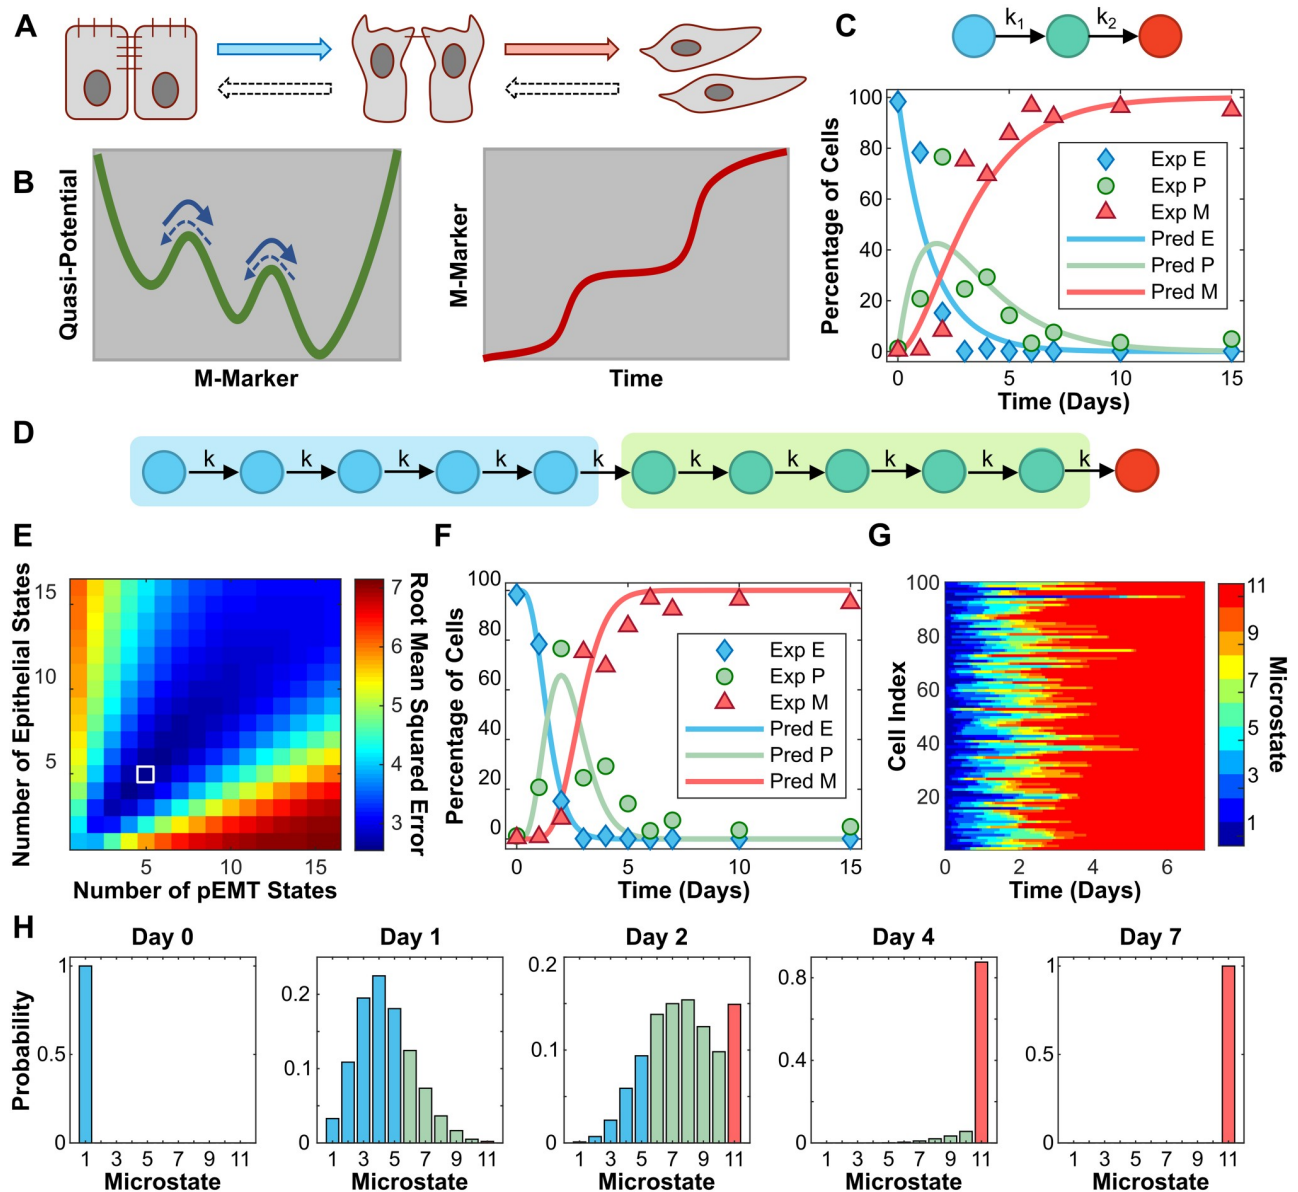 A
B
Quasi-Potential
M-Marker
M-Marker
Time
C
k1
k2
Percentage of Cells
100
80
60
40
20
0
Exp E
Exp P
Exp M
Pred E
Pred P
Pred M
0
5
10
15
Time (Days)
D
k k k k k k k k k k
E
Number of Epithelial States
15
10
5
5
10
15
Number of pEMT States
7
6
5
4
3
Root Mean Squared Error
F
Percentage of Cells
100
80
60
40
20
0
Exp E
Exp P
Exp M
Pred E
Pred P
Pred M
0
5
10
15
Time (Days)
G
Cell Index
100
80
60
40
20
0
2
4
6
Time (Days)
11
9
7
5
3
1
Microstate
H
Probability
Day 0
1
0.5
0
1 3 5 7 9 11
Microstate
Day 1
0.2
0.1
0
1 3 5 7 9 11
Microstate
Day 2
0.2
0.1
0
1 3 5 7 9 11
Microstate
Day 4
0.8
0.4
0
1 3 5 7 9 11
Microstate
Day 7
1
0.5
0
1 3 5 7 9 11
Microstate